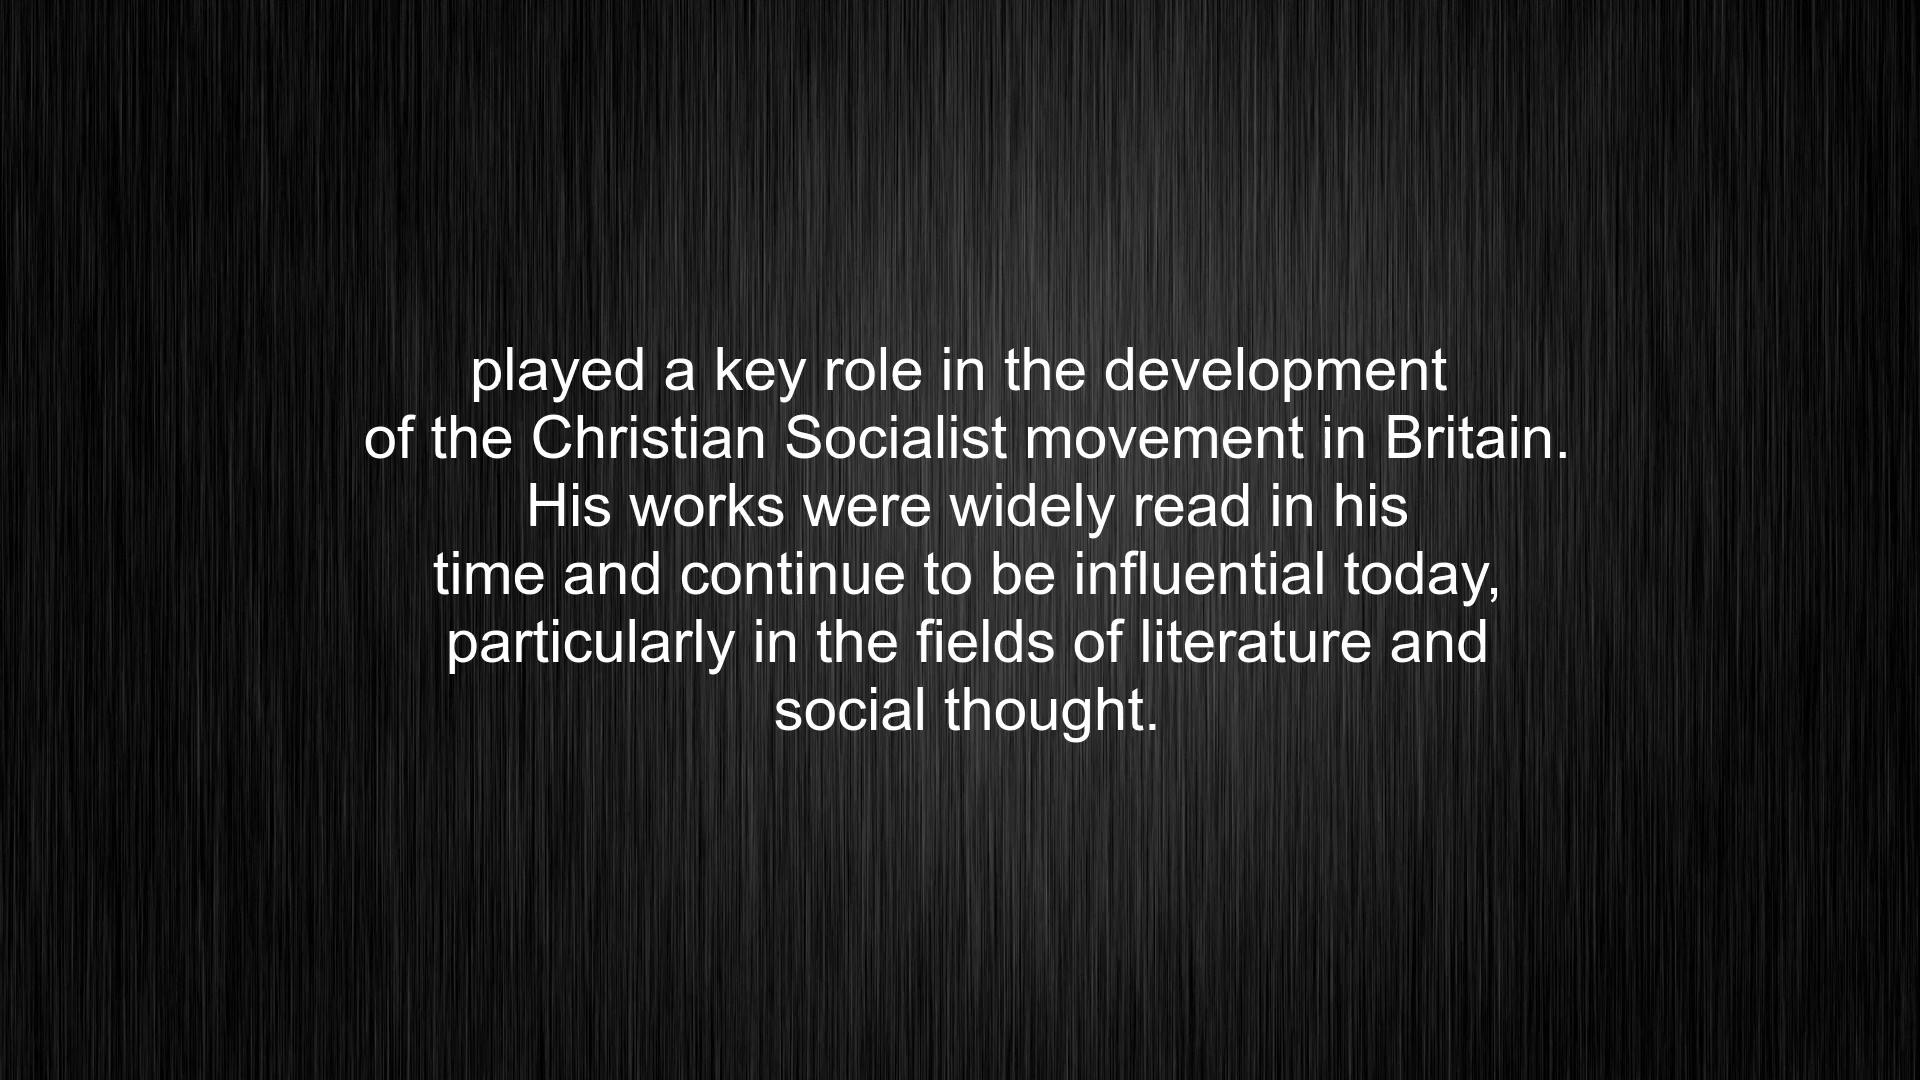 played a key role in the development
of the Christian Socialist movement in Britain.
His works were widely read in his
time and continue to be influential today,
particularly in the fields of literature and
social thought.